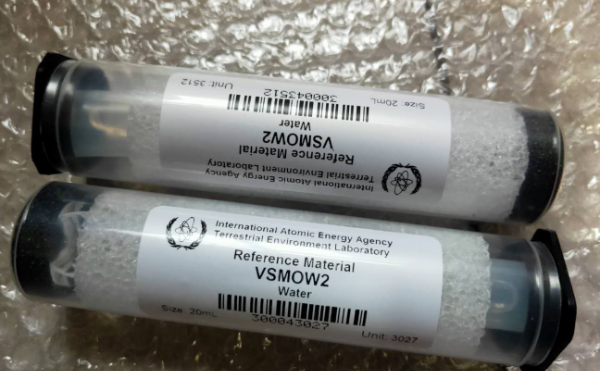 International Atomic Energy Agency
Terrestrial Environment Laboratory
Reference Material
VSMOW2
Water
300043512
Size: 20mL
Unit: 3512
International Atomic Energy Agency
Terrestrial Environment Laboratory
Reference Material
VSMOW2
Water
300043027
Size: 20mL
Unit: 3027